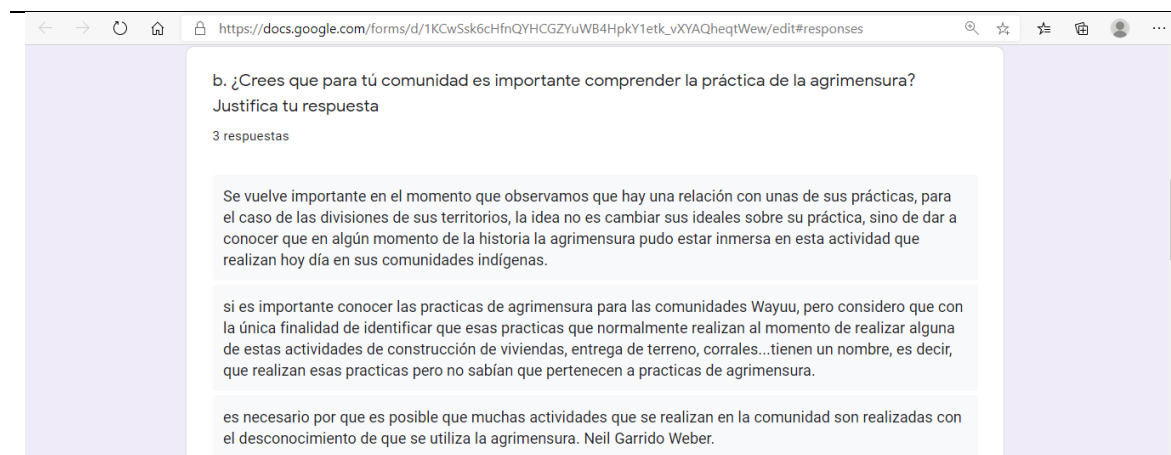 https://docs.google.com/forms/d/1KCwSsk6cHfnQYHCGZYuWB4HpkY1etk_vXYAQheqtWew/edit#responses
b. ¿Crees que para tú comunidad es importante comprender la práctica de la agrimensura?
Justifica tu respuesta
3 respuestas
Se vuelve importante en el momento que observamos que hay una relación con unas de sus prácticas, para
el caso de las divisiones de sus territorios, la idea no es cambiar sus ideales sobre su práctica, sino de dar a
conocer que en algún momento de la historia la agrimensura pudo estar inmersa en esta actividad que
realizan hoy día en sus comunidades indígenas.
si es importante conocer las practicas de agrimensura para las comunidades Wayuu, pero considero que con
la única finalidad de identificar que esas practicas que normalmente realizan al momento de realizar alguna
de estas actividades de construcción de viviendas, entrega de terreno, corrales...tienen un nombre, es decir,
que realizan esas practicas pero no sabían que pertenecen a practicas de agrimensura.
es necesario por que es posible que muchas actividades que se realizan en la comunidad son realizadas con
el desconocimiento de que se utiliza la agrimensura. Neil Garrido Weber.